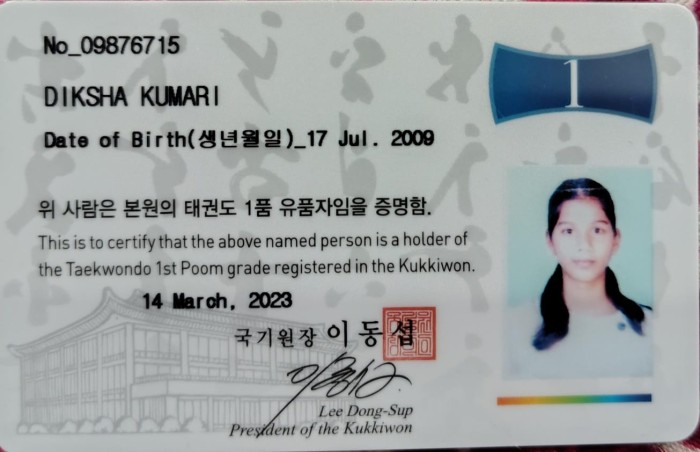 No_09876715
1
DIKSHA KUMARI
Date of Birth(생년월일)_17 Jul. 2009
위 사람은 본원의 태권도 1품 유품자임을 증명함.
This is to certify that the above named person is a holder of
the Taekwondo 1st Poom grade registered in the Kukkiwon.
14 March, 2023
국기원장 이동섭
Lee Dong-Sup
President of the Kukkiwon